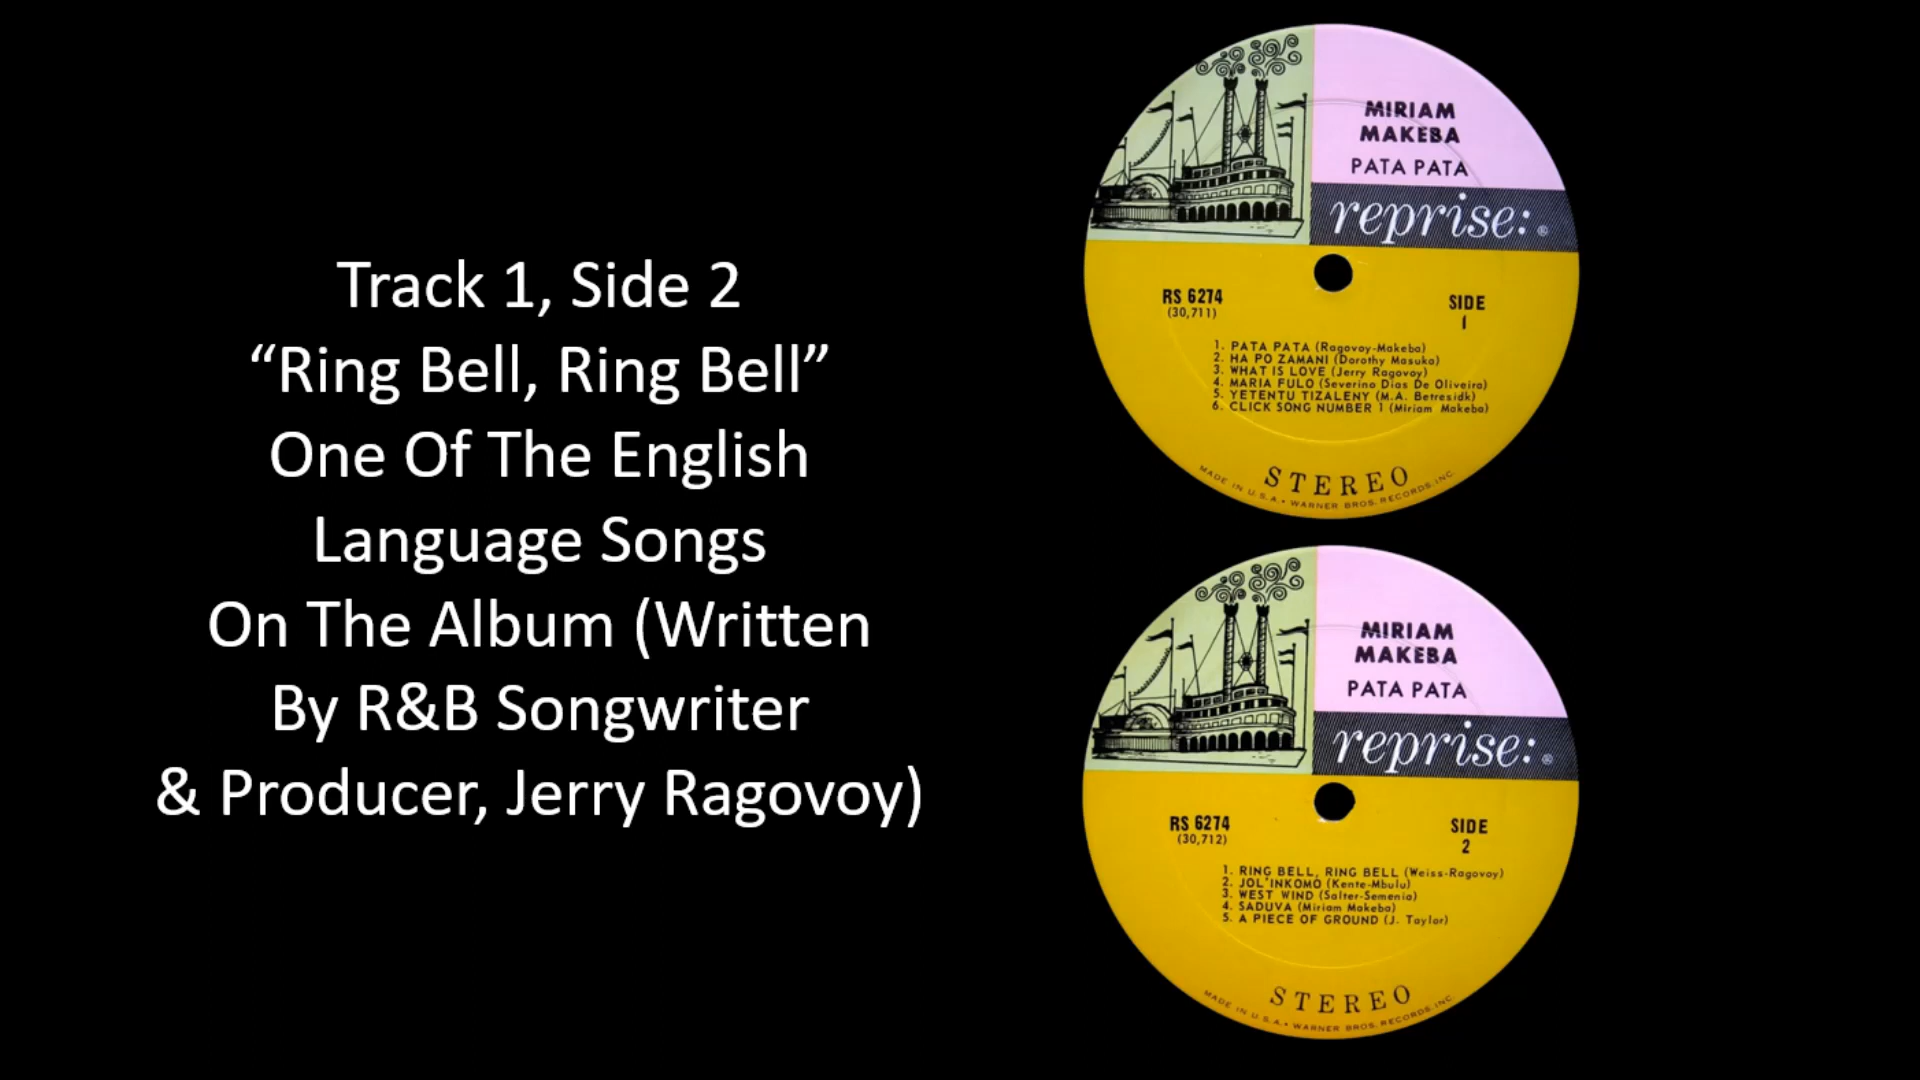 Track 1, Side 2
“Ring Bell, Ring Bell”
One Of The English
Language Songs
On The Album (Written
By R&B Songwriter
& Producer, Jerry Ragovoy)
MIRIAM
MAKEBA
PATA PATA
reprise: ®
RS 6274
(30,711)
SIDE
1
1. PATA PATA (Ragovoy-Makeba)
2. HA PO ZAMANI (Dorothy Masuka)
3. WHAT IS LOVE (Jerry Ragovoy)
4. MARIA FULO (Severino Dias De Oliveira)
5. YETENTU TIZALENY (M.A. Betresidk)
6. CLICK SONG NUMBER 1 (Miriam Makeba)
STEREO
MADE IN U.S.A. • WARNER BROS. RECORDS, INC.
MIRIAM
MAKEBA
PATA PATA
reprise: ®
RS 6274
(30,712)
SIDE
2
1. RING BELL, RING BELL (Weiss-Ragovoy)
2. JOL'INKOMO (Kente-Mbulu)
3. WEST WIND (Salter-Semenia)
4. SADUVA (Miriam Makeba)
5. A PIECE OF GROUND (J. Taylor)
STEREO
MADE IN U.S.A. • WARNER BROS. RECORDS, INC.